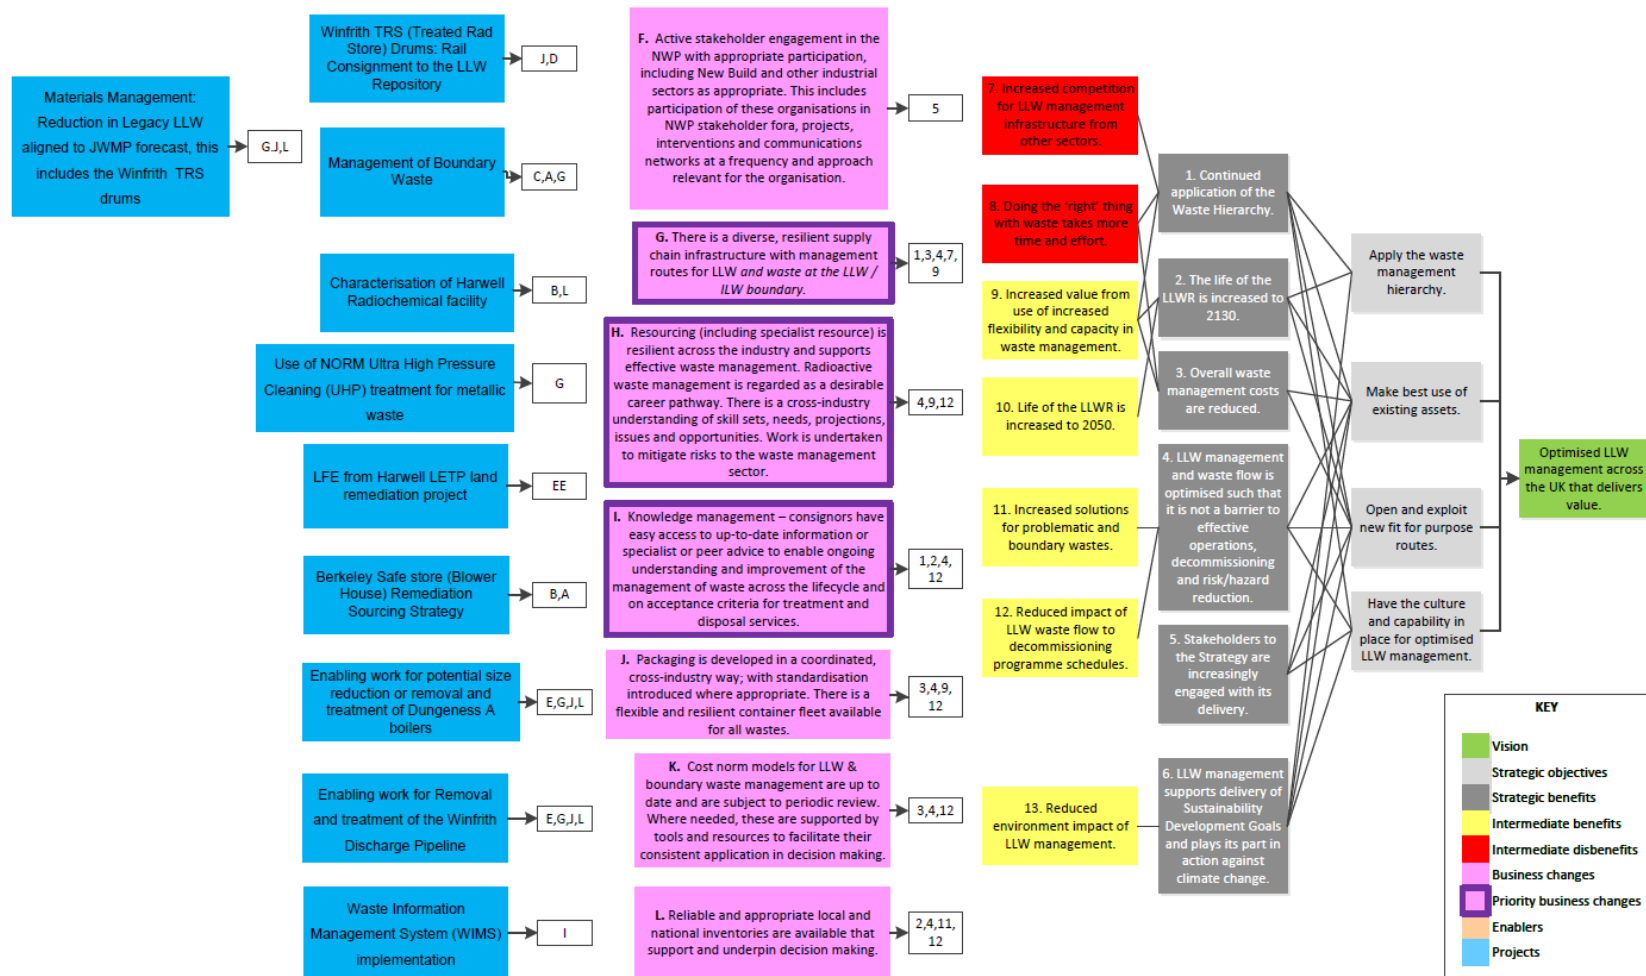 Materials Management:
Reduction in Legacy LLW
aligned to JWMP forecast, this
includes the Winfrith TRS
drums
G.J,L
Winfrith TRS (Treated Rad
Store) Drums: Rail
Consignment to the LLW
Repository
J,D
Management of Boundary
Waste
C,A,G
Characterisation of Harwell
Radiochemical facility
B,L
Use of NORM Ultra High Pressure
Cleaning (UHP) treatment for metallic
waste
G
LFE from Harwell LETP land
remediation project
EE
Berkeley Safe store (Blower
House) Remediation
Sourcing Strategy
B,A
Enabling work for potential size
reduction or removal and
treatment of Dungeness A
boilers
E,G,J,L
Enabling work for Removal
and treatment of the Winfrith
Discharge Pipeline
E,G,J,L
Waste Information
Management System (WIMS)
implementation
I
F. Active stakeholder engagement in the
NWP with appropriate participation,
including New Build and other industrial
sectors as appropriate. This includes
participation of these organisations in
NWP stakeholder fora, projects,
interventions and communications
networks at a frequency and approach
relevant for the organisation.
5
G. There is a diverse, resilient supply
chain infrastructure with management
routes for LLW and waste at the LLW /
ILW boundary.
1,3,4,7,
9
H. Resourcing (including specialist resource) is
resilient across the industry and supports
effective waste management. Radioactive
waste management is regarded as a desirable
career pathway. There is a cross-industry
understanding of skill sets, needs, projections,
issues and opportunities. Work is undertaken
to mitigate risks to the waste management
sector.
4,9,12
I. Knowledge management – consignors have
easy access to up-to-date information or
specialist or peer advice to enable ongoing
understanding and improvement of the
management of waste across the lifecycle and
on acceptance criteria for treatment and
disposal services.
1,2,4,
12
J. Packaging is developed in a coordinated,
cross-industry way; with standardisation
introduced where appropriate. There is a
flexible and resilient container fleet available
for all wastes.
3,4,9,
12
K. Cost norm models for LLW &
boundary waste management are up to
date and are subject to periodic review.
Where needed, these are supported by
tools and resources to facilitate their
consistent application in decision making.
3,4,12
L. Reliable and appropriate local and
national inventories are available that
support and underpin decision making.
2,4,11,
12
7. Increased competition
for LLW management
infrastructure from
other sectors.
8. Doing the ‘right’ thing
with waste takes more
time and effort.
9. Increased value from
use of increased
flexibility and capacity in
waste management.
10. Life of the LLWR is
increased to 2050.
11. Increased solutions
for problematic and
boundary wastes.
12. Reduced impact of
LLW waste flow to
decommissioning
programme schedules.
13. Reduced
environment impact of
LLW management.
1. Continued
application of the
Waste Hierarchy.
2. The life of the
LLWR is increased to
2130.
3. Overall waste
management costs
are reduced.
4. LLW management
and waste flow is
optimised such that
it is not a barrier to
effective
operations,
decommissioning
and risk/hazard
reduction.
5. Stakeholders to
the Strategy are
increasingly
engaged with its
delivery.
6. LLW management
supports delivery of
Sustainability
Development Goals
and plays its part in
action against
climate change.
Apply the waste
management
hierarchy.
Make best use of
existing assets.
Open and exploit
new fit for purpose
routes.
Have the culture
and capability in
place for optimised
LLW management.
Optimised LLW
management across
the UK that delivers
value.
KEY
Vision
Strategic objectives
Strategic benefits
Intermediate benefits
Intermediate disbenefits
Business changes
Priority business changes
Enablers
Projects